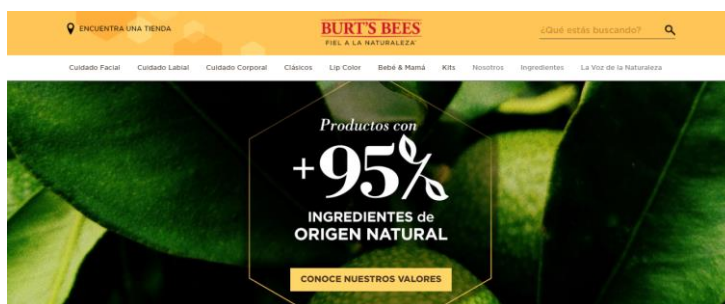 ENCUENTRA UNA TIENDA
BURT'S BEES
FIEL A LA NATURALEZA
¿Qué estás buscando?
Cuidado Facial Cuidado Labial Cuidado Corporal Clásicos Lip Color Bebé & Mamá Kits Nosotros Ingredientes La Voz de la Naturaleza
Productos con
+95%
INGREDIENTES de
ORIGEN NATURAL
CONOCE NUESTROS VALORES